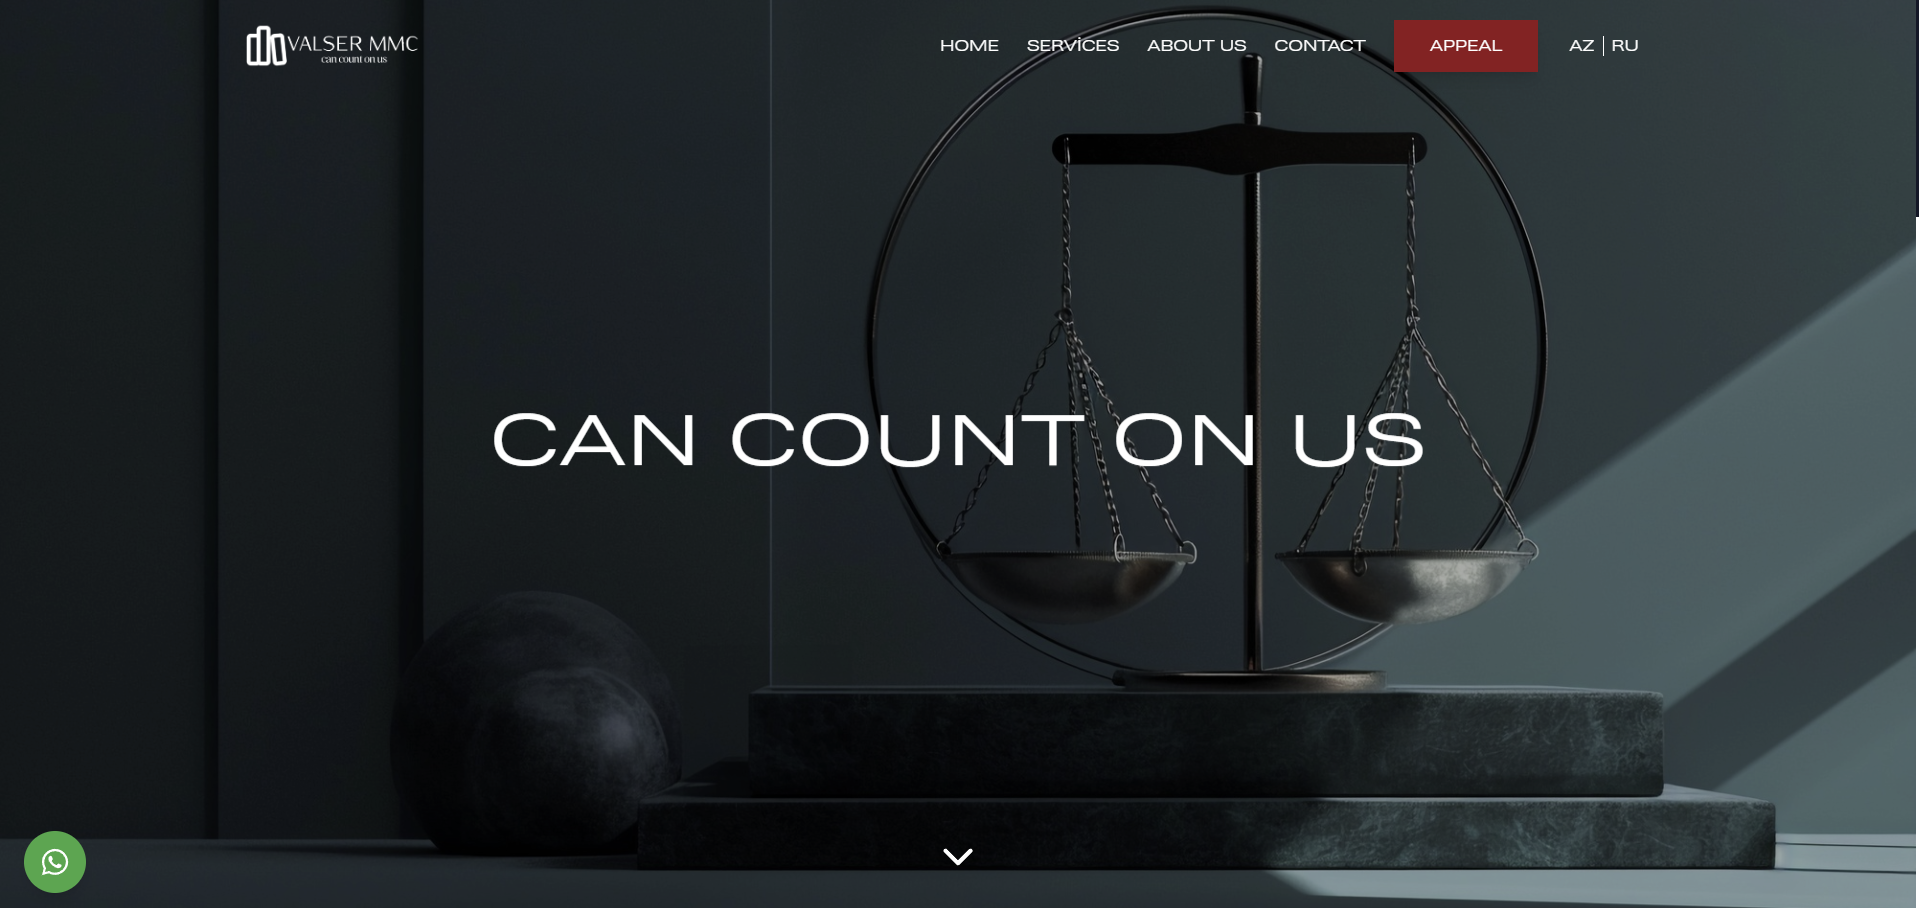 VALSER MMC
can count on us
HOME
SERVİCES
ABOUT US
CONTACT
APPEAL
AZ | RU
CAN COUNT ON US